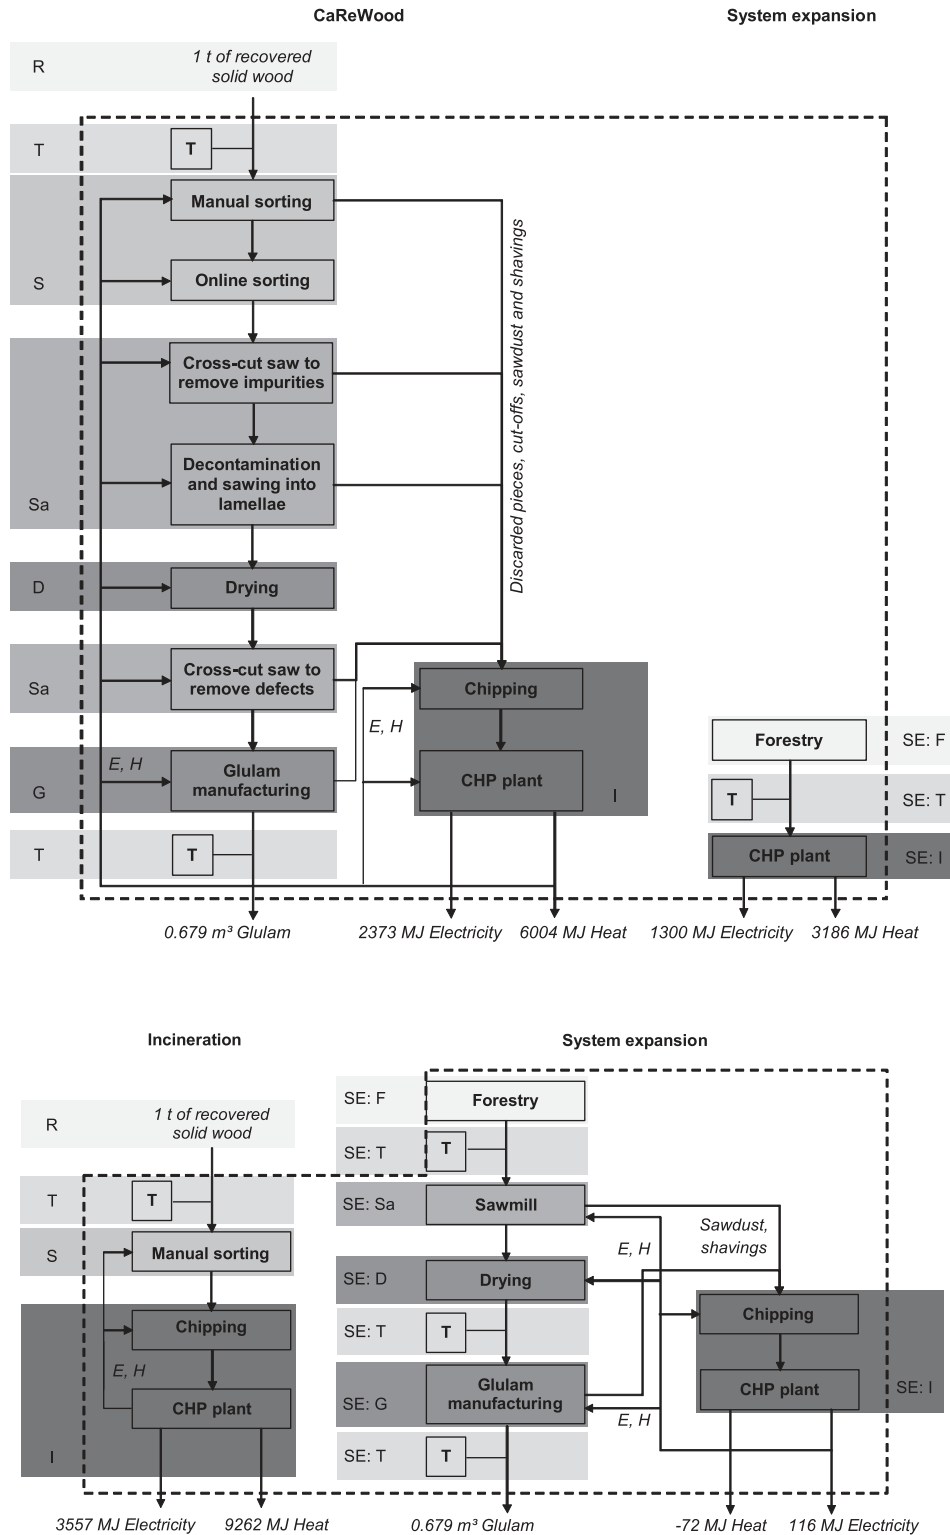 CaReWood
System expansion
R
1 t of recovered
solid wood
T
T
Manual sorting
S
Online sorting
Discarded pieces, cut-offs, sawdust and shavings
Cross-cut saw to
remove impurities
Decontamination
and sawing into
lamellae
Sa
D
Drying
Sa
Cross-cut saw to
remove defects
Chipping
E, H
Forestry
SE: F
E, H
G
Glulam
manufacturing
CHP plant
I
T
SE: T
T
T
CHP plant
SE: I
0.679 m³ Glulam
2373 MJ Electricity
6004 MJ Heat
1300 MJ Electricity
3186 MJ Heat
Incineration
System expansion
R
1 t of recovered
solid wood
SE: F
Forestry
SE: T
T
T
T
SE: Sa
Sawmill
S
Manual sorting
Sawdust,
shavings
E, H
SE: D
Drying
Chipping
SE: T
T
Chipping
E, H
CHP plant
SE: G
Glulam
manufacturing
E, H
CHP plant
SE: I
I
SE: T
T
3557 MJ Electricity
9262 MJ Heat
0.679 m³ Glulam
-72 MJ Heat
116 MJ Electricity